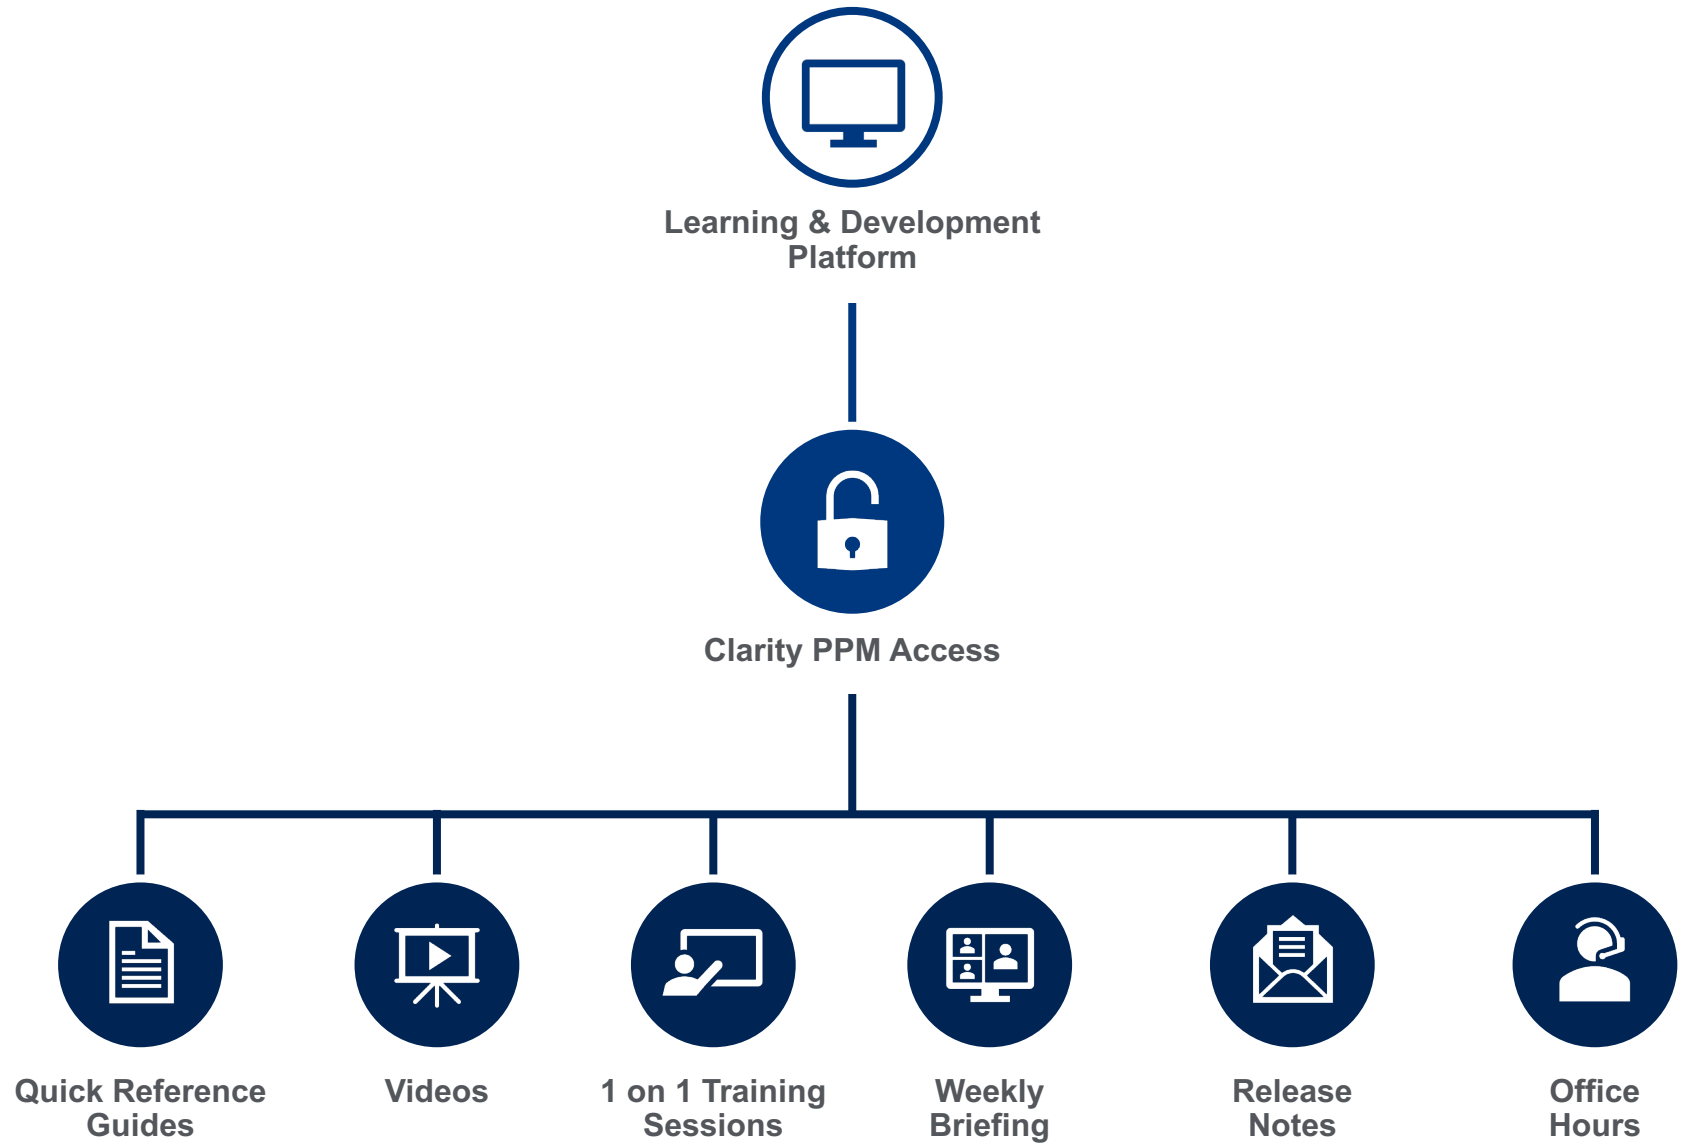 Learning & Development
Platform
Clarity PPM Access
Quick Reference
Guides
Videos
1 on 1 Training
Sessions
Weekly
Briefing
Release
Notes
Office
Hours